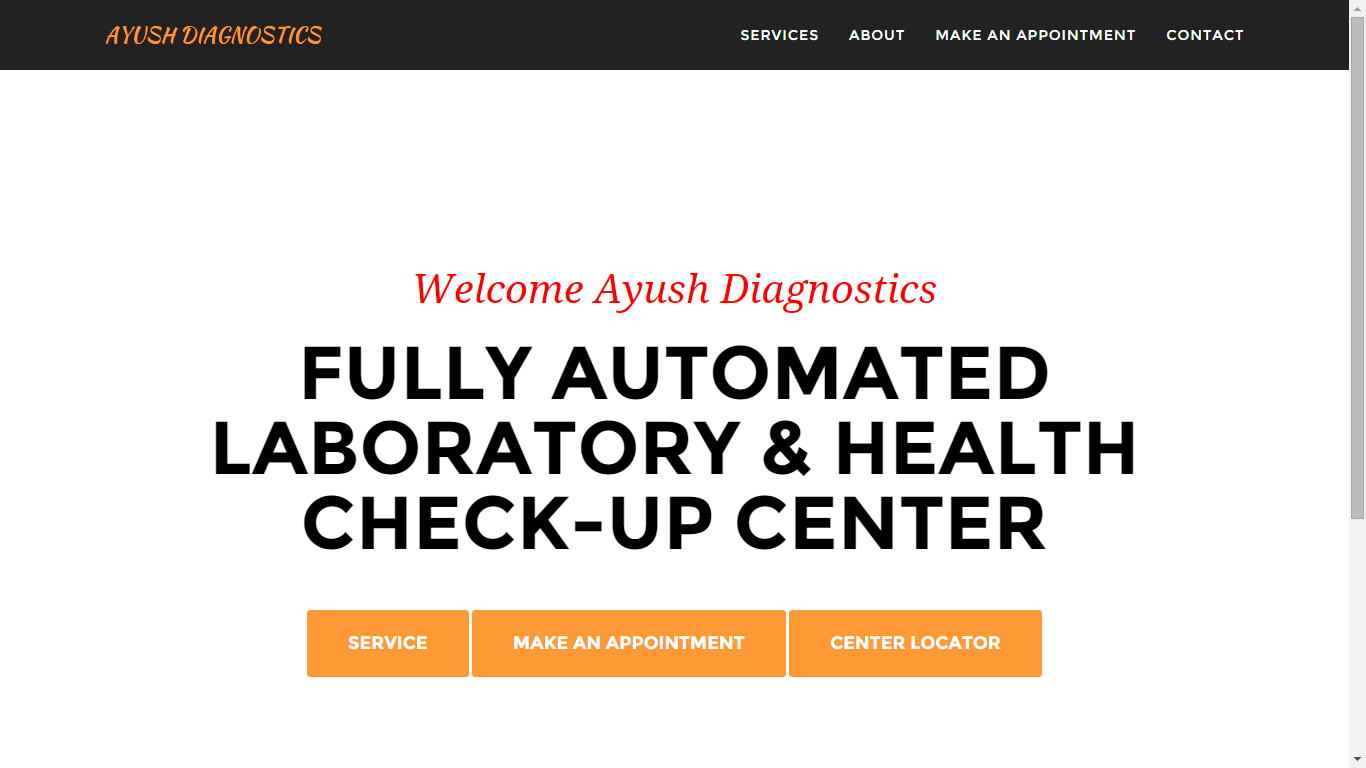 AYUSH DIAGNOSTICS
SERVICES ABOUT MAKE AN APPOINTMENT CONTACT
Welcome Ayush Diagnostics
FULLY AUTOMATED
LABORATORY & HEALTH
CHECK-UP CENTER
SERVICE MAKE AN APPOINTMENT CENTER LOCATOR